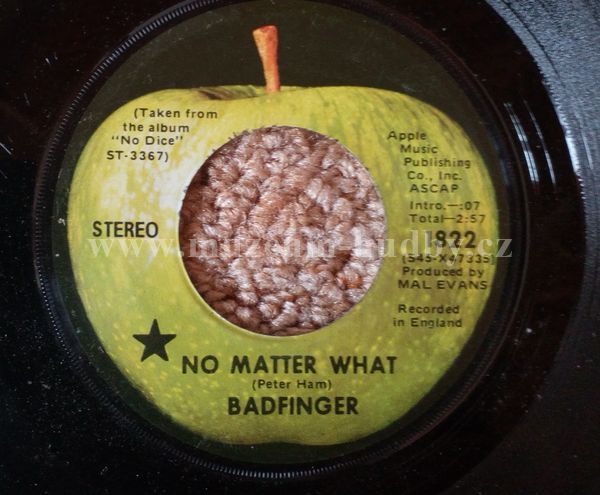 (Taken from
the album
"No Dice"
ST-3367)
STEREO
Apple
Music
Publishing
Co., Inc.
ASCAP
Intro.—:07
Total—2:57
1822
(S45-X47335)
Produced by
MAL EVANS
Recorded
in England
www.muzeum-hudby.cz
NO MATTER WHAT
(Peter Ham)
BADFINGER